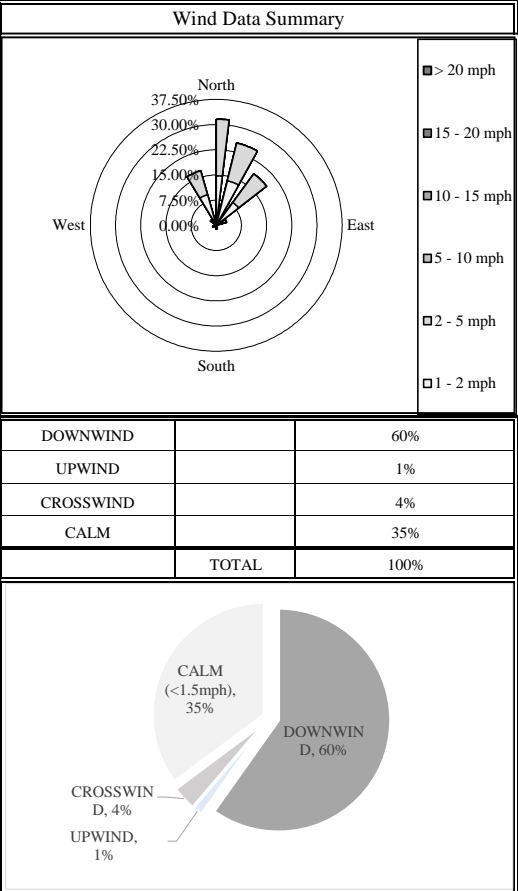 Wind Data Summary
North
37.50%
30.00%
22.50%
15.00%
7.50%
0.00%
West
East
South
> 20 mph
15 - 20 mph
10 - 15 mph
5 - 10 mph
2 - 5 mph
1 - 2 mph
DOWNWIND 60%
UPWIND 1%
CROSSWIND 4%
CALM 35%
TOTAL 100%
CALM
(<1.5mph),
35%
DOWNWIN
D, 60%
CROSSWIN
D, 4%
UPWIND,
1%